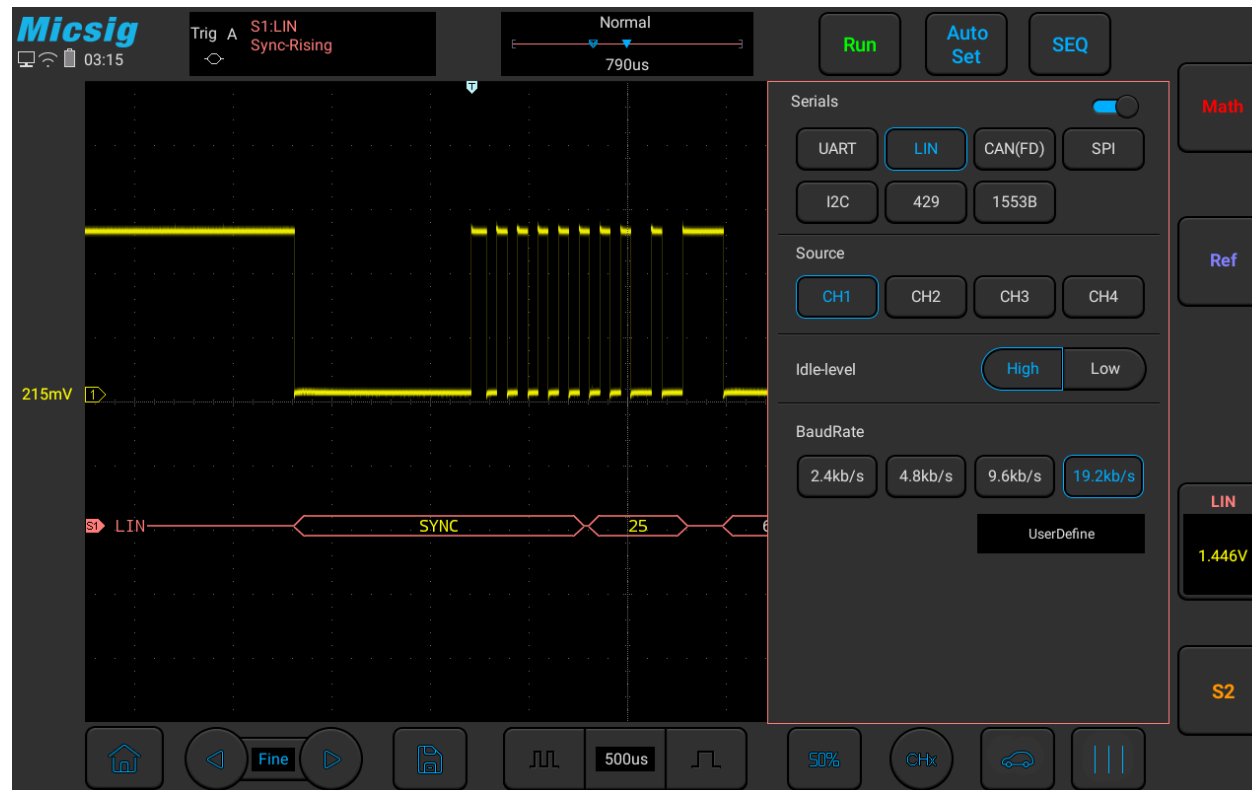 Micsig
03:15
Trig A
S1:LIN
Sync-Rising
Normal
790us
Run
Auto
Set
SEQ
T
Serials
UART
LIN
CAN(FD)
SPI
I2C
429
1553B
Source
CH1
CH2
CH3
CH4
Idle-level
High
Low
BaudRate
2.4kb/s
4.8kb/s
9.6kb/s
19.2kb/s
UserDefine
215mV
1
S1
LIN
SYNC
25
Math
Ref
LIN
1.446V
S2
Fine
500us
50%
CHx